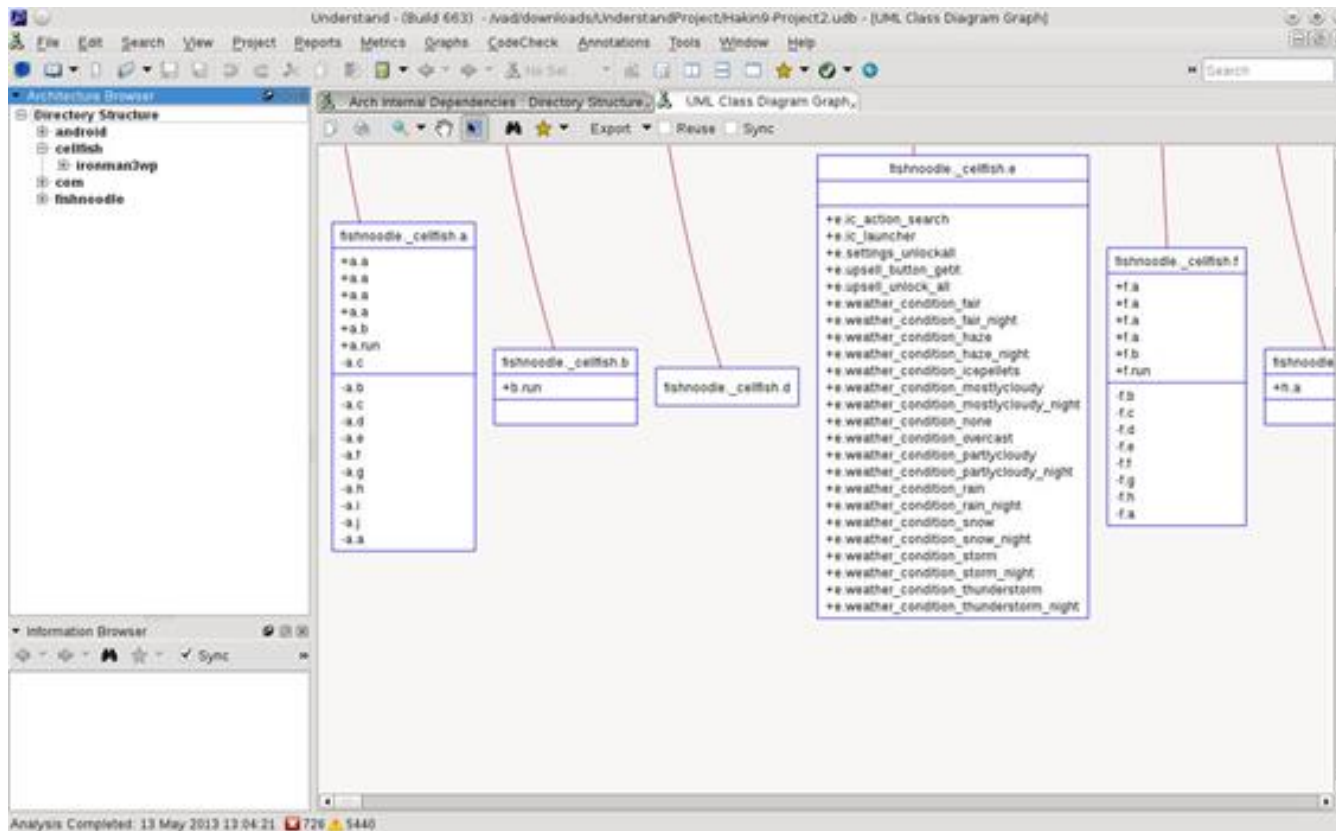 Understand - (Build 663) - /vad/downloads/UnderstandProject/Hakin9-Project2.udb - [UML Class Diagram Graph]
File Edit Search View Project Reports Metrics Graphs CodeCheck Annotations Tools Window Help
No Sel
Search
Architecture Browser
Arch Internal Dependencies : Directory Structure
UML Class Diagram Graph
Export Reuse Sync
Directory Structure
android
cellfish
ironman3wp
com
fishnoodle
fishnoodle._cellfish.a
+a.a
+a.a
+a.a
+a.a
+a.b
+a.run
-a.c
-a.b
-a.c
-a.d
-a.e
-a.f
-a.g
-a.h
-a.i
-a.j
-a.a
fishnoodle._cellfish.b
+b.run
fishnoodle._cellfish.d
fishnoodle._cellfish.e
+e.ic_action_search
+e.ic_launcher
+e.settings_unlockall
+e.upsell_button_getit
+e.upsell_unlock_all
+e.weather_condition_fair
+e.weather_condition_fair_night
+e.weather_condition_haze
+e.weather_condition_haze_night
+e.weather_condition_icepellets
+e.weather_condition_mostlycloudy
+e.weather_condition_mostlycloudy_night
+e.weather_condition_none
+e.weather_condition_overcast
+e.weather_condition_partlycloudy
+e.weather_condition_partlycloudy_night
+e.weather_condition_rain
+e.weather_condition_rain_night
+e.weather_condition_snow
+e.weather_condition_snow_night
+e.weather_condition_storm
+e.weather_condition_storm_night
+e.weather_condition_thunderstorm
+e.weather_condition_thunderstorm_night
fishnoodle._cellfish.f
+f.a
+f.a
+f.a
+f.a
+f.b
+f.run
-f.b
-f.c
-f.d
-f.e
-f.f
-f.g
-f.h
-f.a
fishnoodle
+h.a
Information Browser
Sync
Analysis Completed: 13 May 2013 13:04:21 726 5440